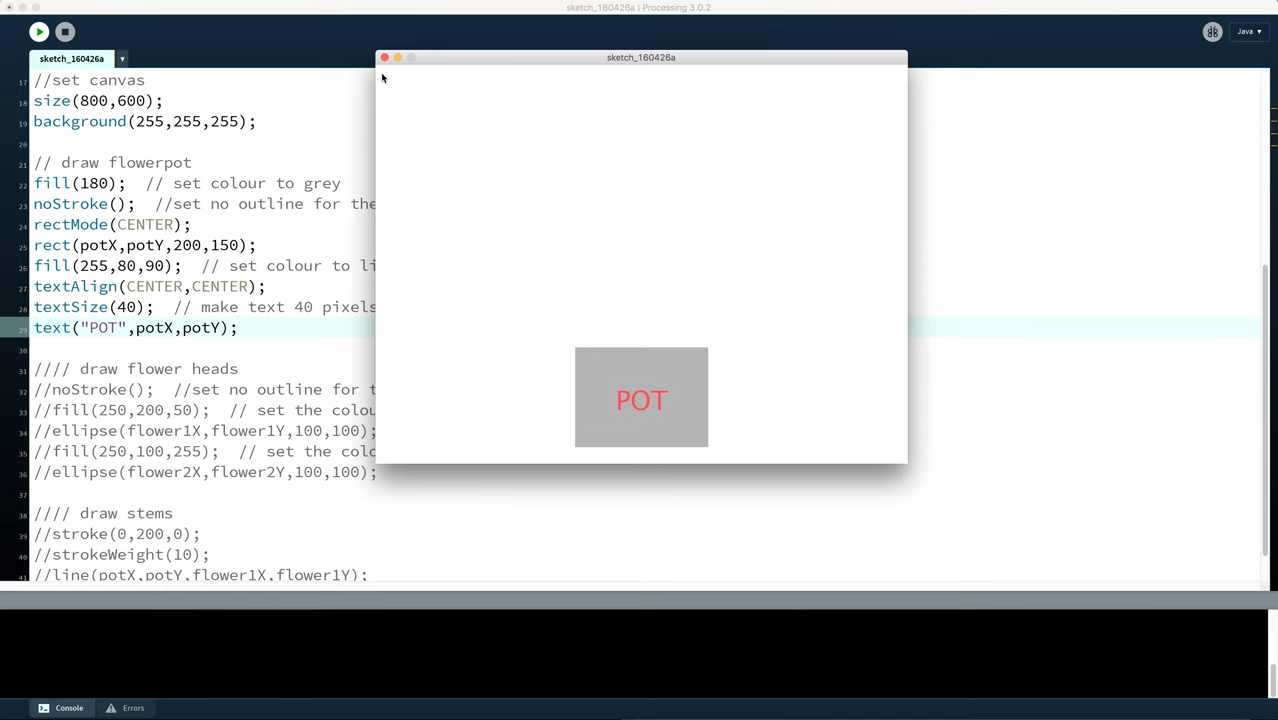 sketch_160426a | Processing 3.0.2
Java ▾
sketch_160426a
sketch_160426a
17 //set canvas
18 size(800,600);
19 background(255,255,255);
20
21 // draw flowerpot
22 fill(180);  // set colour to grey
23 noStroke();  //set no outline for the
24 rectMode(CENTER);
25 rect(potX,potY,200,150);
26 fill(255,80,90);  // set colour to li
27 textAlign(CENTER,CENTER);
28 textSize(40);  // make text 40 pixels
29 text("POT",potX,potY);
30
31 //// draw flower heads
32 //noStroke();  //set no outline for t
33 //fill(250,200,50);  // set the colou
34 //ellipse(flower1X,flower1Y,100,100);
35 //fill(250,100,255);  // set the colo
36 //ellipse(flower2X,flower2Y,100,100);
37
38 //// draw stems
39 //stroke(0,200,0);
40 //strokeWeight(10);
41 //line(potX,potY,flower1X,flower1Y);
POT
Console
Errors